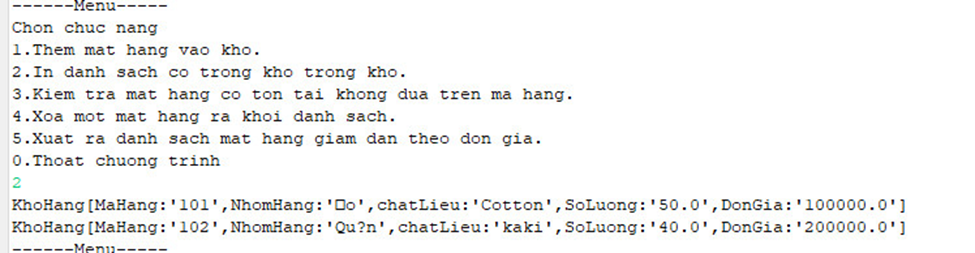 ------Menu-----
Chon chuc nang
1.Them mat hang vao kho.
2.In danh sach co trong kho trong kho.
3.Kiem tra mat hang co ton tai khong dua tren ma hang.
4.Xoa mot mat hang ra khoi danh sach.
5.Xuat ra danh sach mat hang giam dan theo don gia.
0.Thoat chuong trinh
2
KhoHang[MaHang:'101',NhomHang:'□o',chatLieu:'Cotton',SoLuong:'50.0',DonGia:'100000.0']
KhoHang[MaHang:'102',NhomHang:'Qu?n',chatLieu:'kaki',SoLuong:'40.0',DonGia:'200000.0']
------Menu-----